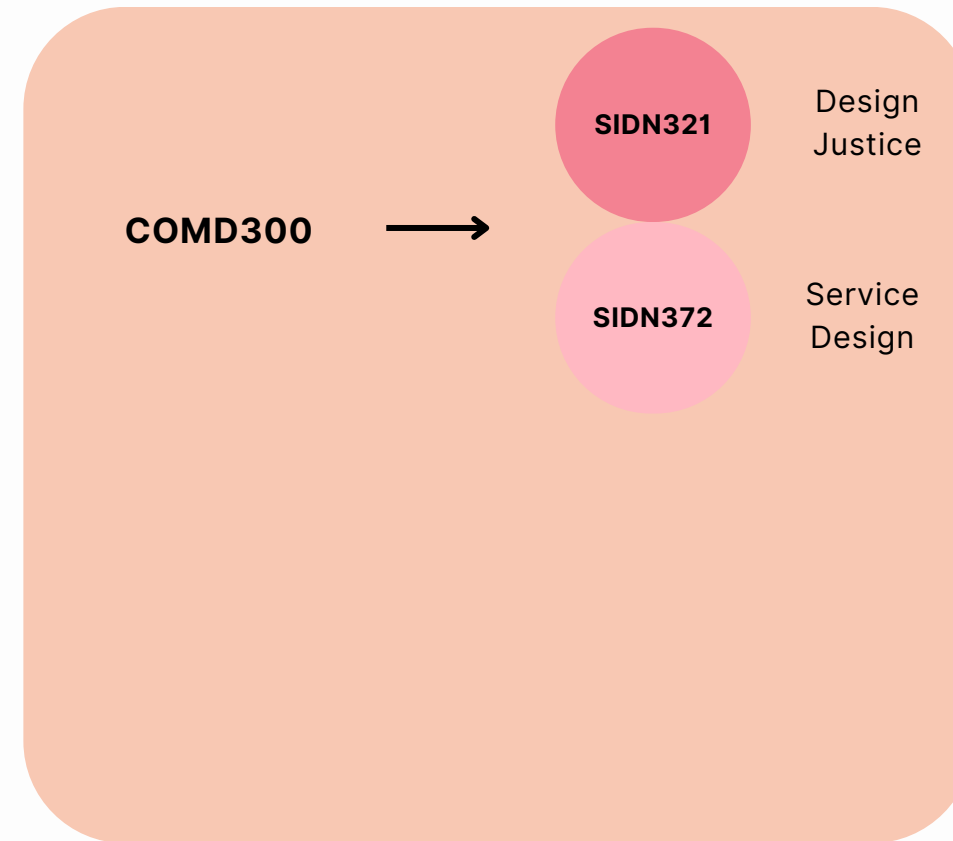 SIDN321
Design
Justice
COMD300
SIDN372
Service
Design